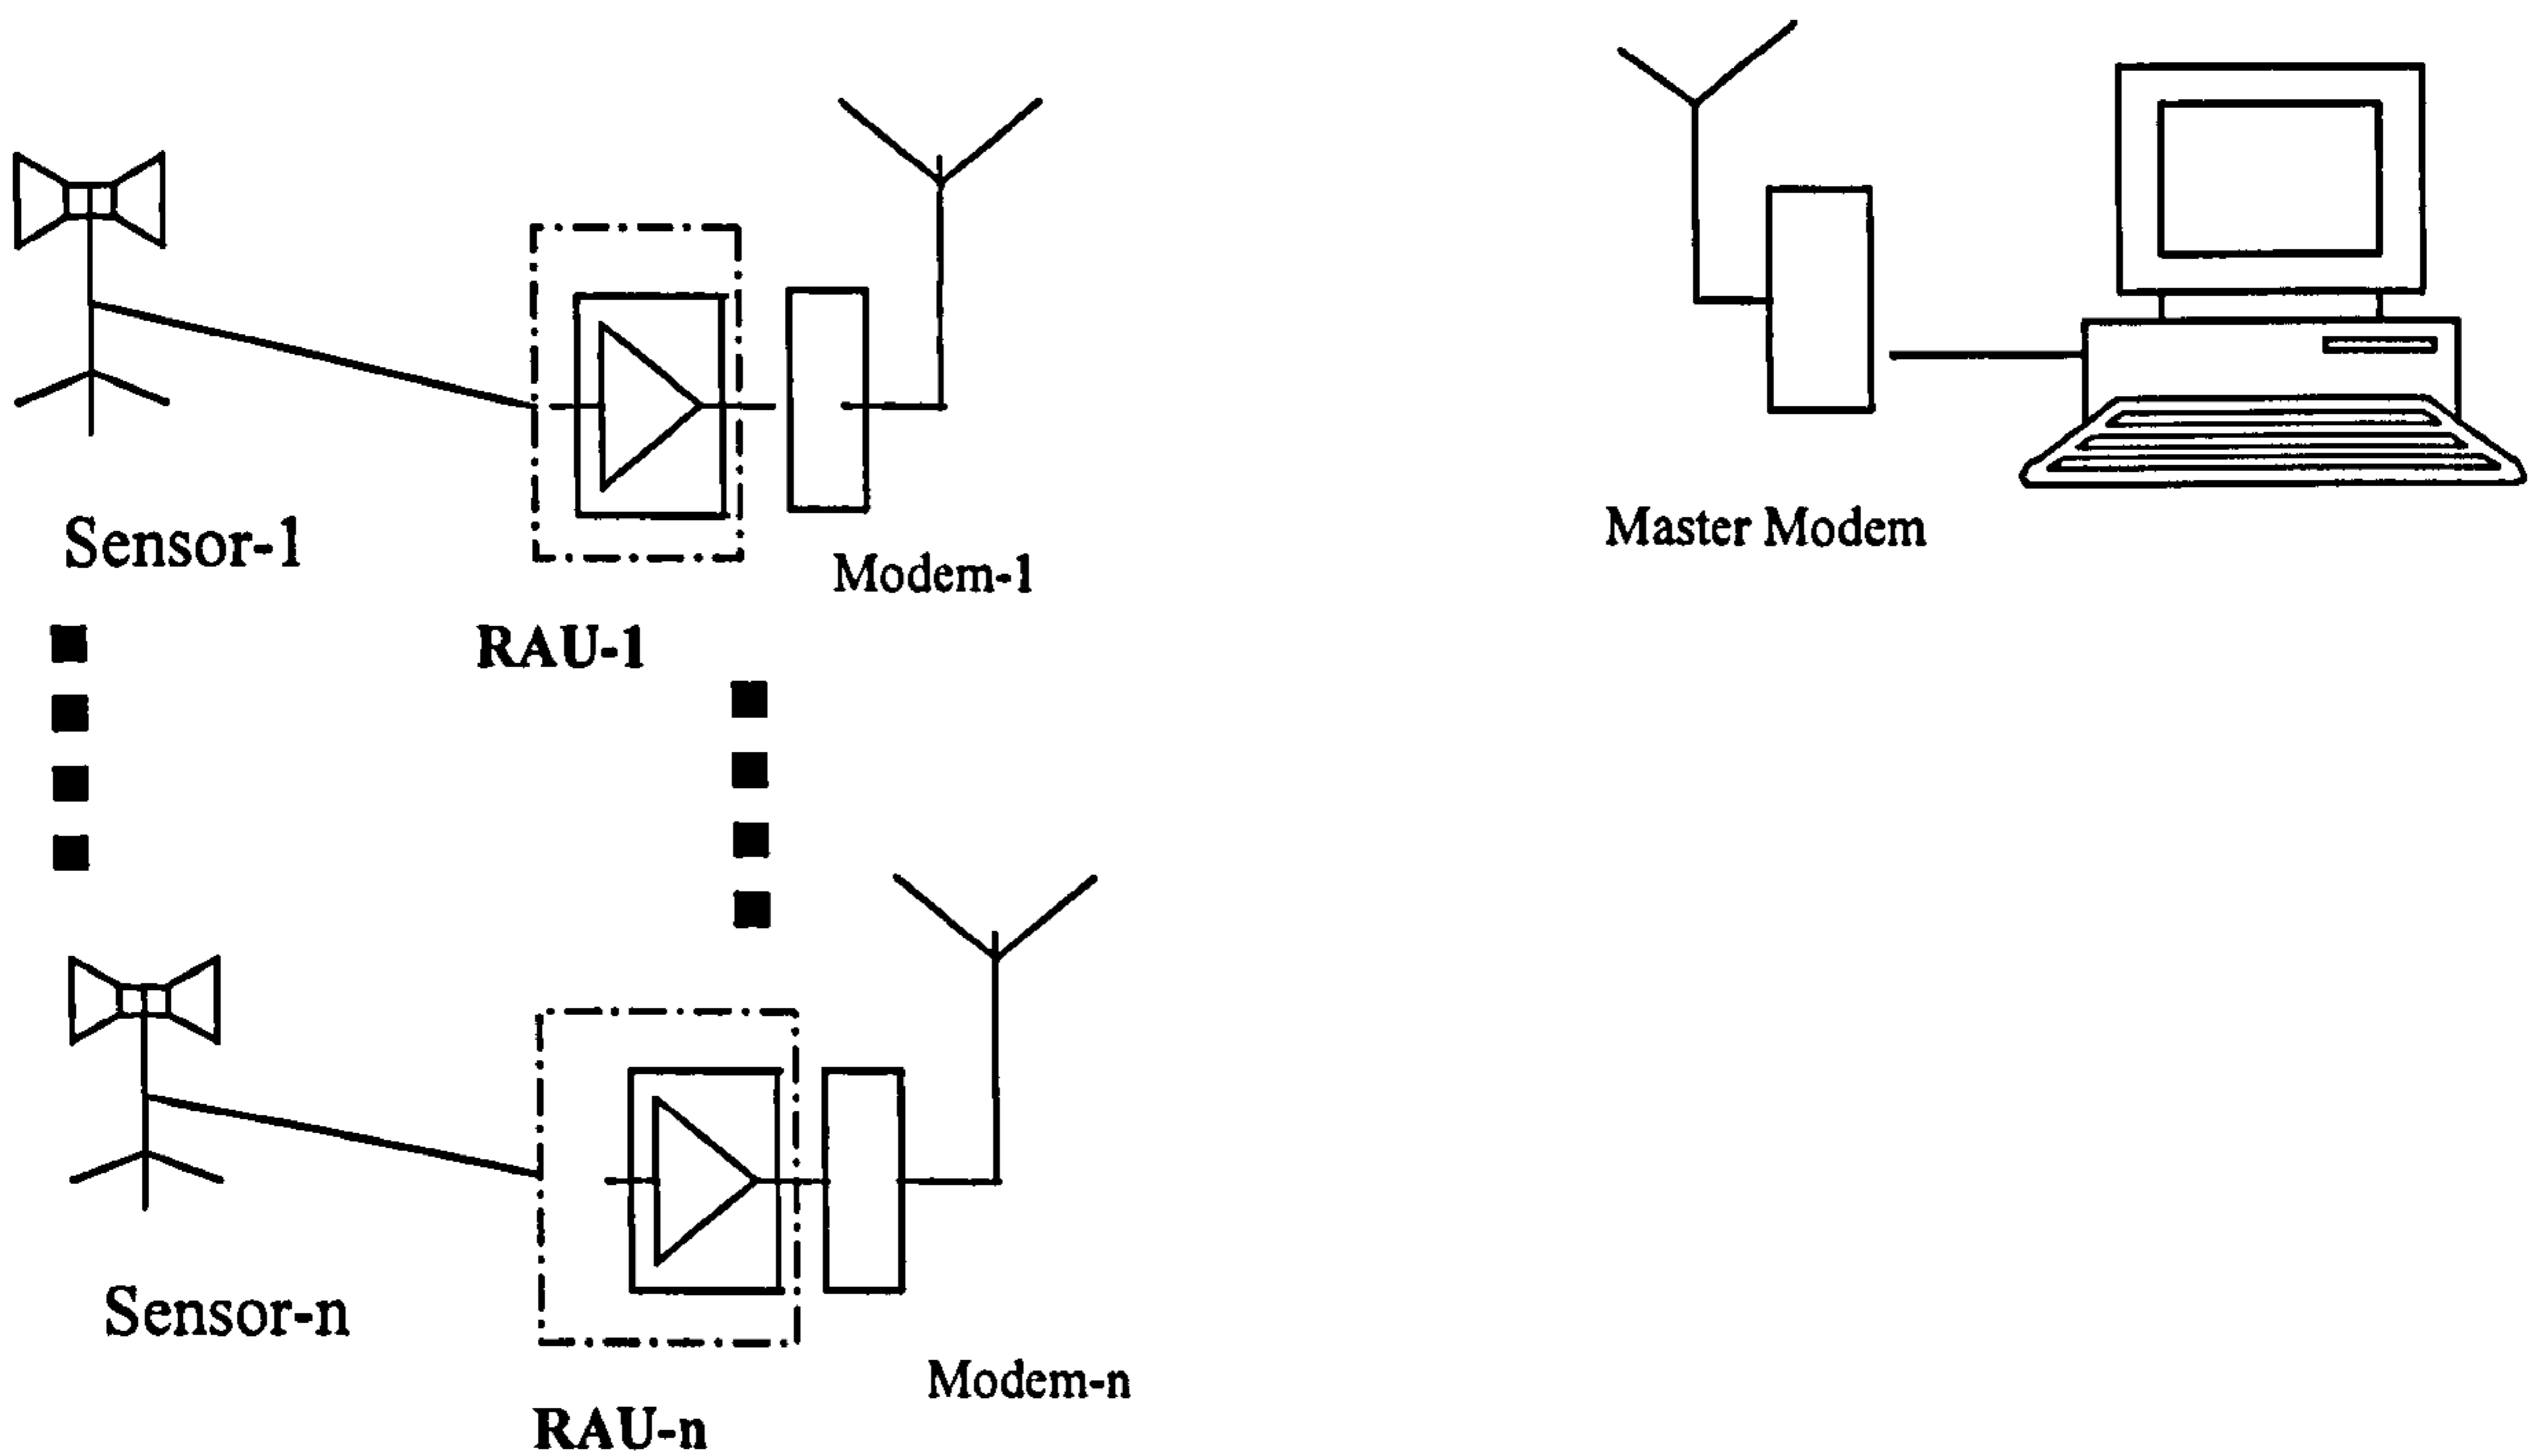 Sensor-1
Modem-1
RAU-1
Master Modem
Sensor-n
Modem-n
RAU-n